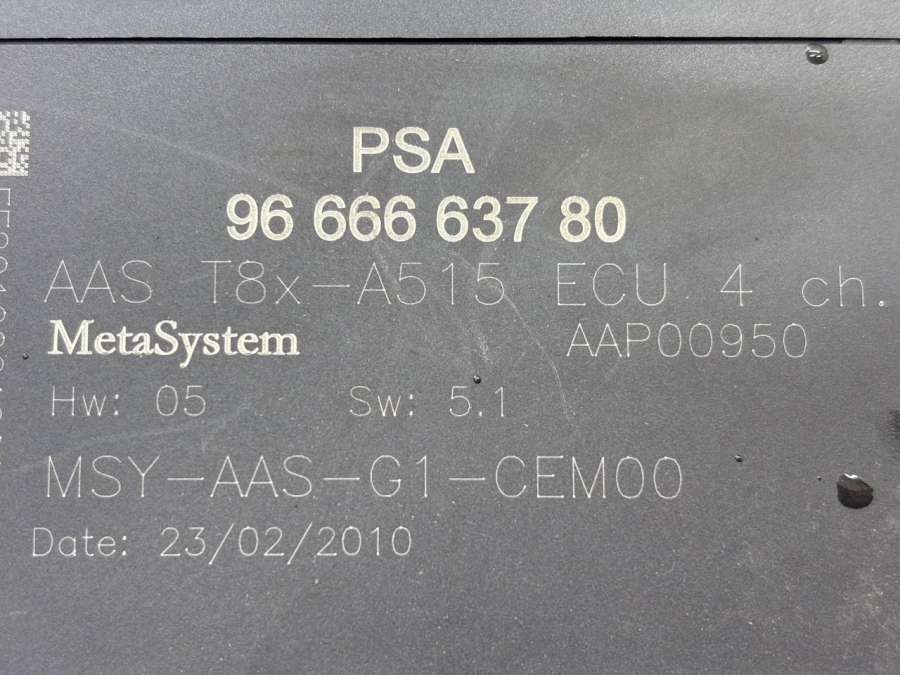 PSA
96 666 637 80
AAS T8x-A515 ECU 4 ch.
MetaSystem AAP00950
Hw: 05 Sw: 5.1
MSY-AAS-G1-CEM00
Date: 23/02/2010